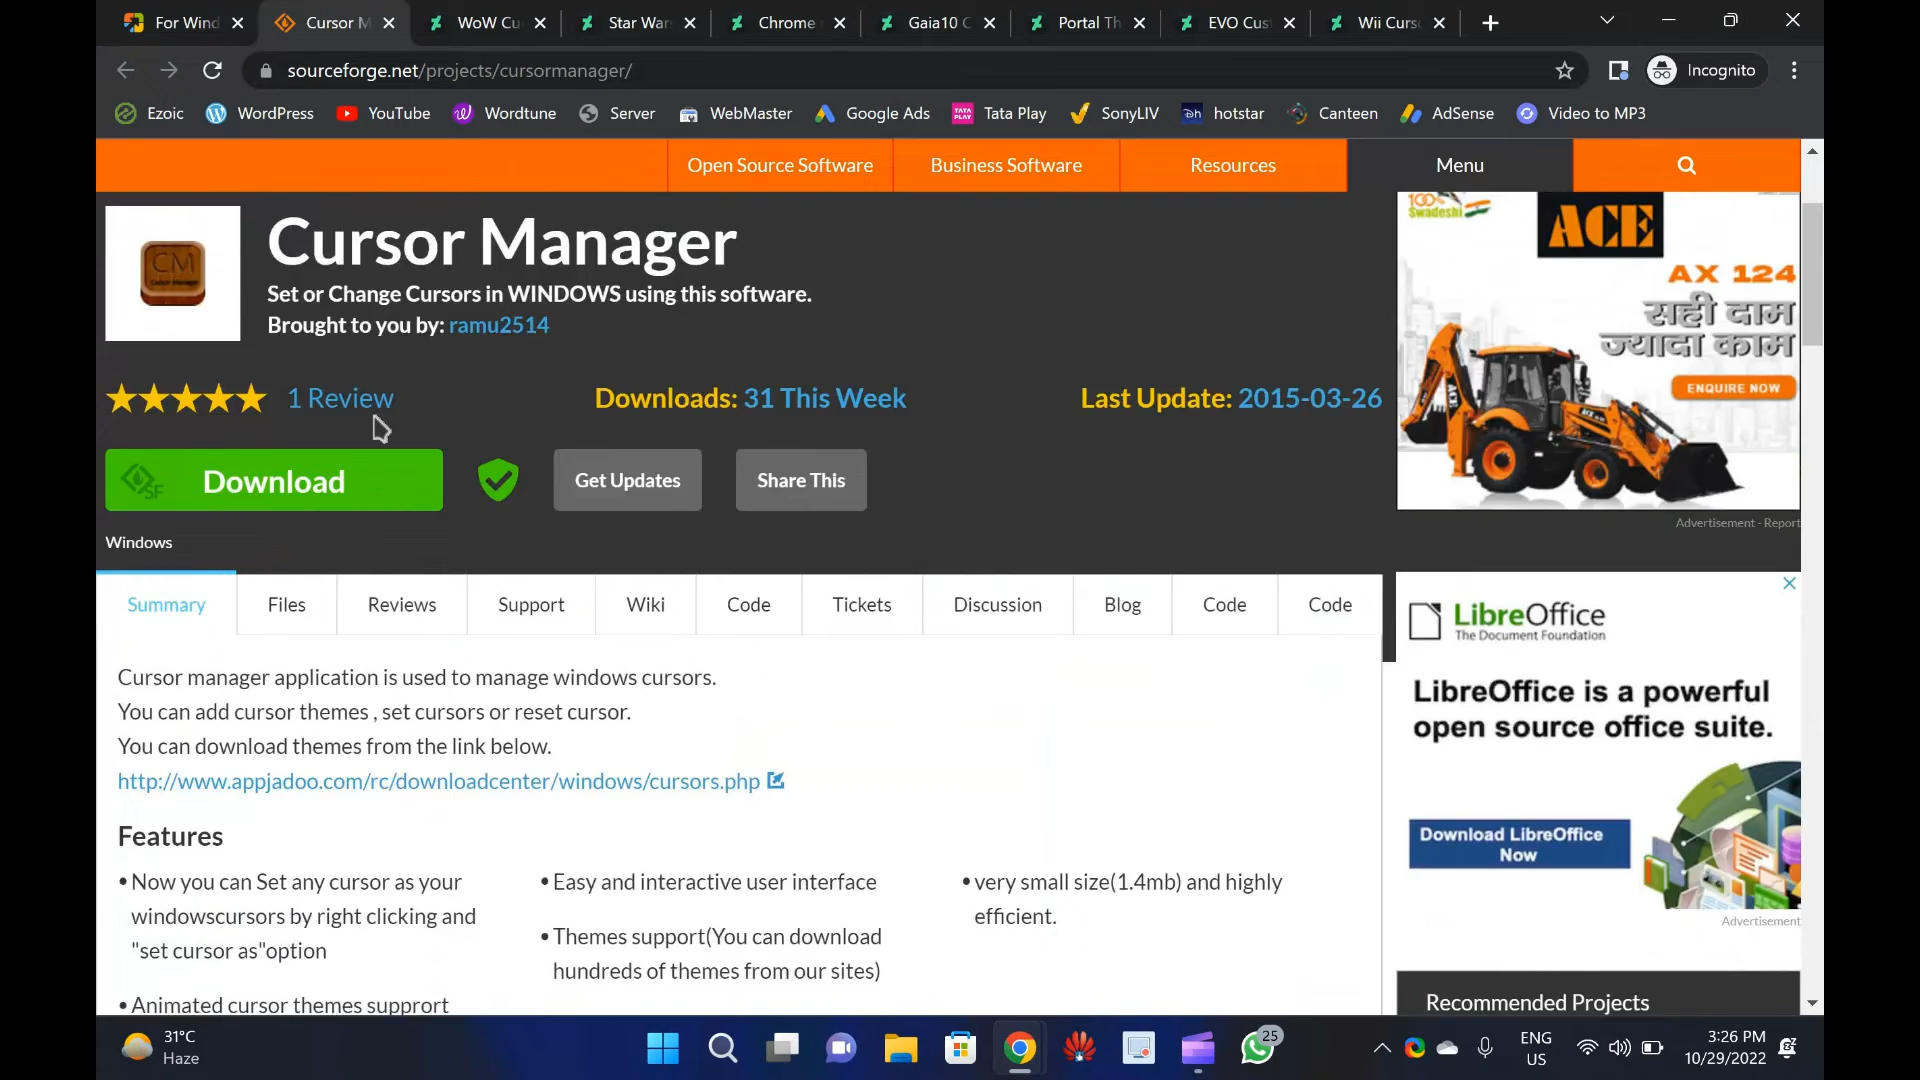 For Wind
Cursor M
WoW Cu
Star War
Chrome
Gaia10 C
Portal Th
EVO Cus
Wii Curs
sourceforge.net/projects/cursormanager/
Incognito
Ezoic
WordPress
YouTube
Wordtune
Server
WebMaster
Google Ads
TATA PLAY
Tata Play
SonyLIV
hotstar
Canteen
AdSense
Video to MP3
Open Source Software
Business Software
Resources
Menu
CM
Cursor Manager
Set or Change Cursors in WINDOWS using this software.
Brought to you by: ramu2514
100%
Swadeshi
ACE
AX 124
सही दाम
ज्यादा काम
ENQUIRE NOW
Advertisement - Report
1 Review
Downloads: 31 This Week
Last Update: 2015-03-26
SF
Download
Get Updates
Share This
Windows
Summary
Files
Reviews
Support
Wiki
Code
Tickets
Discussion
Blog
Code
Code
Cursor manager application is used to manage windows cursors.
You can add cursor themes , set cursors or reset cursor.
You can download themes from the link below.
http://www.appjadoo.com/rc/downloadcenter/windows/cursors.php
Features
•Now you can Set any cursor as your
windowscursors by right clicking and
"set cursor as"option
•Animated cursor themes supprort
•Easy and interactive user interface
•Themes support(You can download
hundreds of themes from our sites)
•very small size(1.4mb) and highly
efficient.
LibreOffice
The Document Foundation
LibreOffice is a powerful
open source office suite.
Download LibreOffice
Now
Advertisement
Recommended Projects
31°C
Haze
25
ENG
US
3:26 PM
10/29/2022